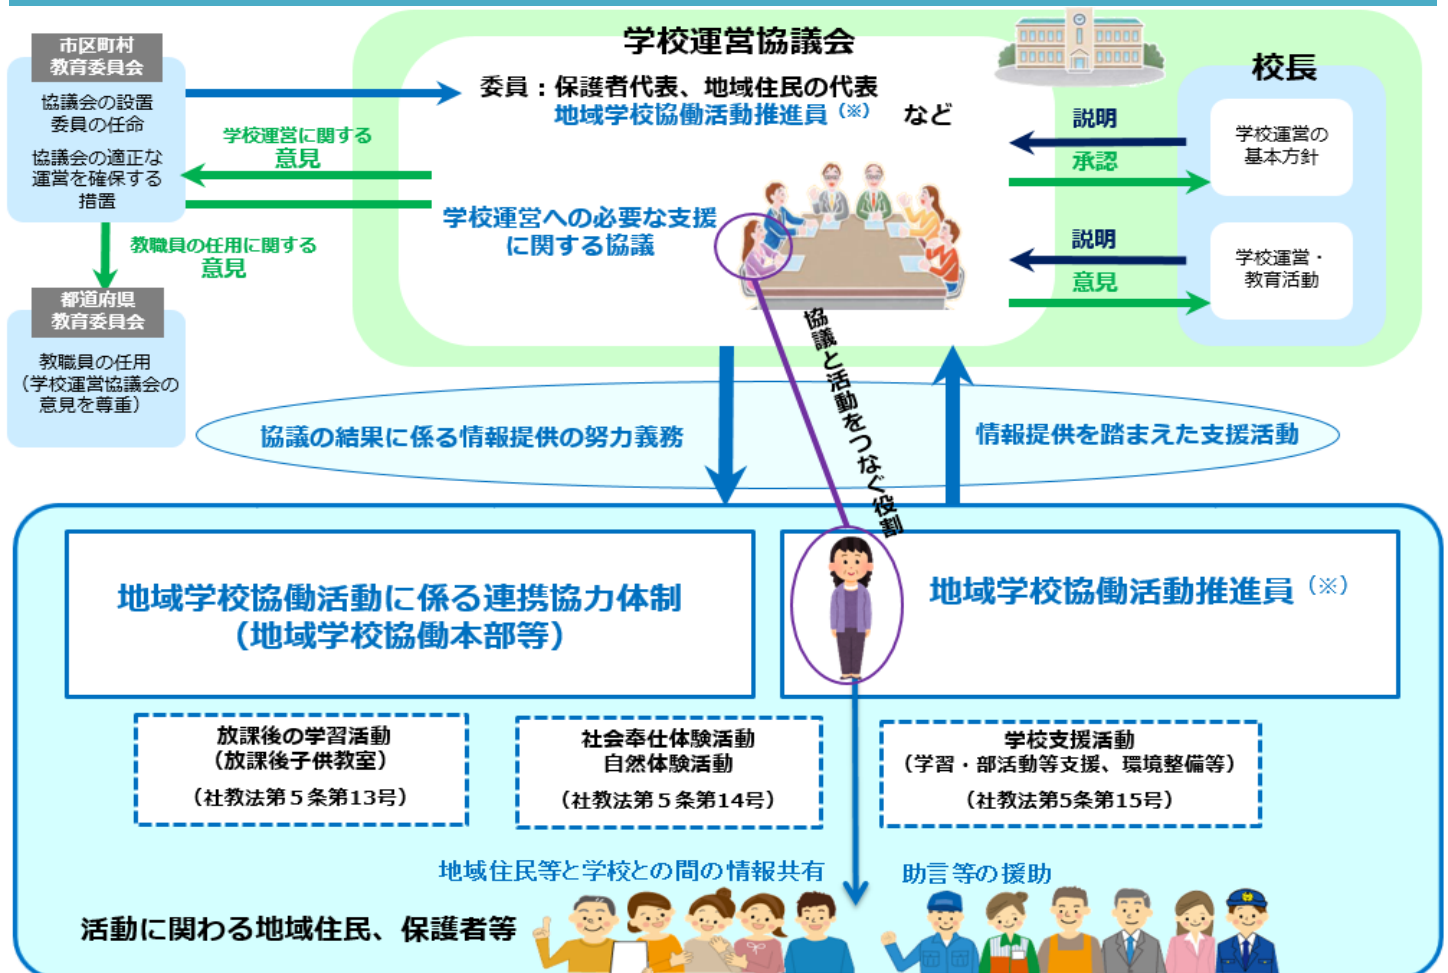 市区町村
教育委員会
協議会の設置
委員の任命
協議会の適正な
運営を確保する
措置
学校運営に関する
意見
教職員の任用に関する
意見
都道府県
教育委員会
教職員の任用
（学校運営協議会の
意見を尊重）
学校運営協議会
委員：保護者代表、地域住民の代表
地域学校協働活動推進員（※） など
学校運営への必要な支援
に関する協議
校長
説明
承認
学校運営の
基本方針
説明
意見
学校運営・
教育活動
協議と活動をつなぐ役割
協議の結果に係る情報提供の努力義務
情報提供を踏まえた支援活動
地域学校協働活動に係る連携協力体制
（地域学校協働本部等）
地域学校協働活動推進員（※）
放課後の学習活動
（放課後子供教室）
（社教法第５条第13号）
社会奉仕体験活動
自然体験活動
（社教法第５条第14号）
学校支援活動
（学習・部活動等支援、環境整備等）
（社教法第5条第15号）
地域住民等と学校との間の情報共有
助言等の援助
活動に関わる地域住民、保護者等